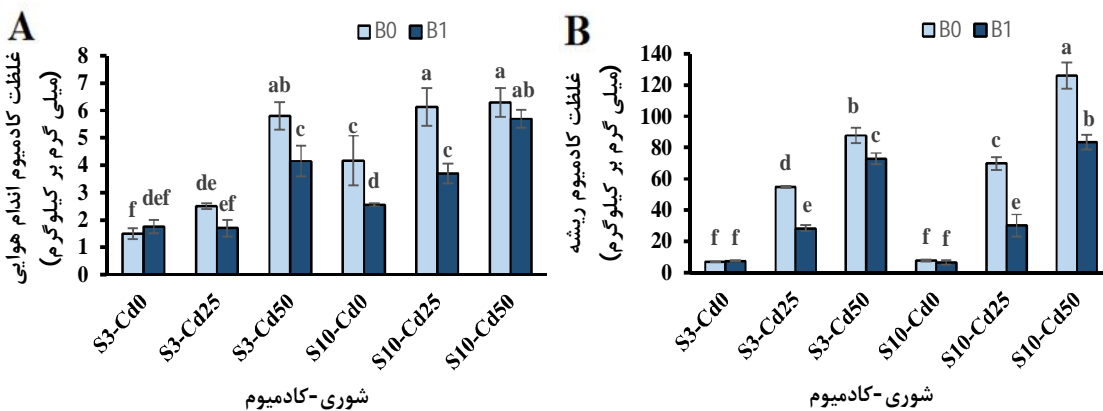 A
B0 B1
غلظت کادمیوم اندام هوایی
(میلی گرم بر کیلوگرم)
8
7
6
5
4
3
2
1
0
f def de ef ab c c d a c a ab
S3-Cd0 S3-Cd25 S3-Cd50 S10-Cd0 S10-Cd25 S10-Cd50
شوری-کادمیوم
B
B0 B1
غلظت کادمیوم ریشه
(میلی گرم بر کیلوگرم)
140
120
100
80
60
40
20
0
f f d e b c f f c e a b
S3-Cd0 S3-Cd25 S3-Cd50 S10-Cd0 S10-Cd25 S10-Cd50
شوری-کادمیوم